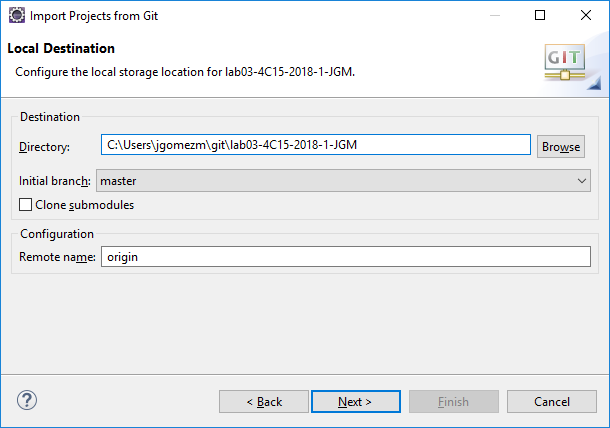 Import Projects from Git
Local Destination
Configure the local storage location for lab03-4C15-2018-1-JGM.
GIT
Destination
Directory: C:\Users\jgomezm\git\lab03-4C15-2018-1-JGM Browse
Initial branch: master
Clone submodules
Configuration
Remote name: origin
? < Back Next > Finish Cancel